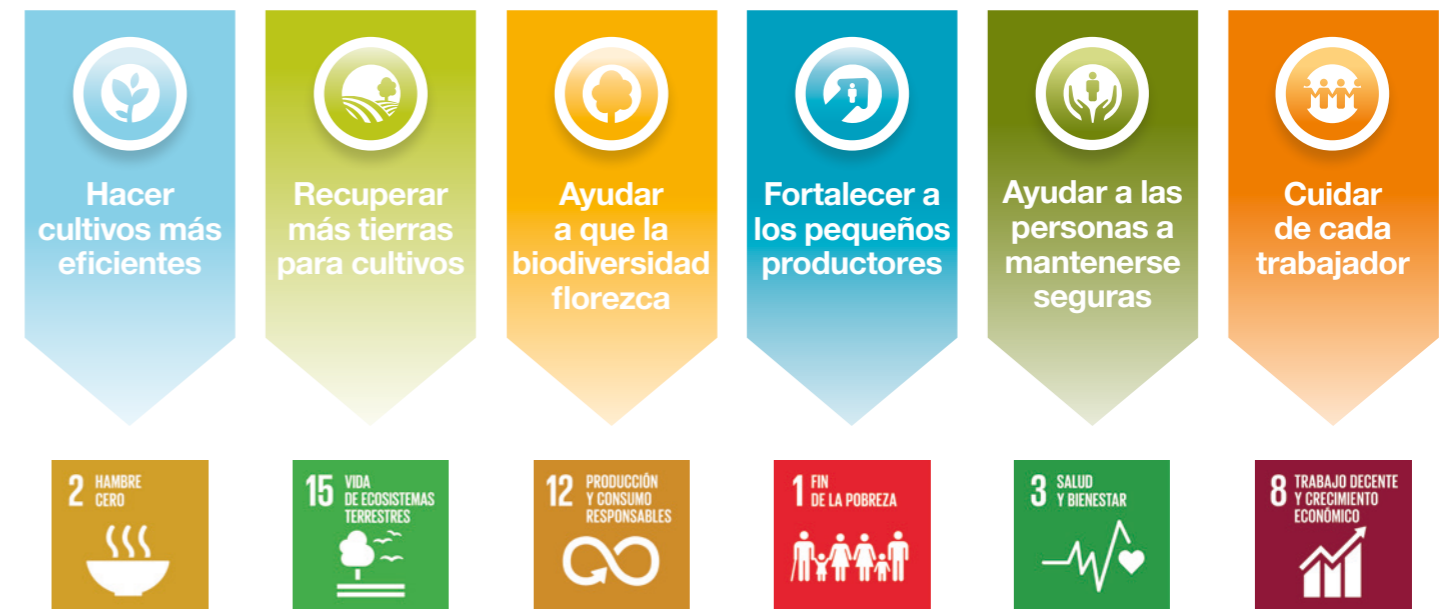 Hacer
cultivos más
eficientes
Recuperar
más tierras
para cultivos
Ayudar
a que la
biodiversidad
florezca
Fortalecer a
los pequeños
productores
Ayudar a las
personas a
mantenerse
seguras
Cuidar
de cada
trabajador
2 HAMBRE
CERO
15 VIDA
DE ECOSISTEMAS
TERRESTRES
12 PRODUCCIÓN
Y CONSUMO
RESPONSABLES
1 FIN
DE LA POBREZA
3 SALUD
Y BIENESTAR
8 TRABAJO DECENTE
Y CRECIMIENTO
ECONÓMICO